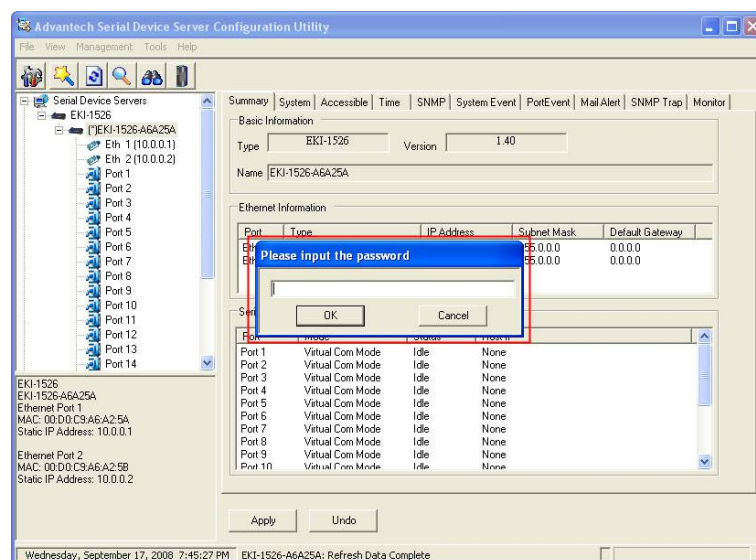 Advantech Serial Device Server Configuration Utility
File View Management Tools Help
Serial Device Servers
EKI-1526
(*)EKI-1526-A6A25A
Eth 1 (10.0.0.1)
Eth 2 (10.0.0.2)
Port 1
Port 2
Port 3
Port 4
Port 5
Port 6
Port 7
Port 8
Port 9
Port 10
Port 11
Port 12
Port 13
Port 14
EKI-1526
EKI-1526-A6A25A
Ethernet Port 1
MAC: 00:D0:C9:A6:A2:5A
Static IP Address: 10.0.0.1
Ethernet Port 2
MAC: 00:D0:C9:A6:A2:5B
Static IP Address: 10.0.0.2
Summary System Accessible Time SNMP System Event PortEvent Mail Alert SNMP Trap Monitor
Basic Information
Type EKI-1526 Version 1.40
Name EKI-1526-A6A25A
Ethernet Information
Port Type IP Address Subnet Mask Default Gateway
55.0.0.0 0.0.0.0
55.0.0.0 0.0.0.0
Please input the password
OK Cancel
Port 1 Virtual Com Mode Idle None
Port 2 Virtual Com Mode Idle None
Port 3 Virtual Com Mode Idle None
Port 4 Virtual Com Mode Idle None
Port 5 Virtual Com Mode Idle None
Port 6 Virtual Com Mode Idle None
Port 7 Virtual Com Mode Idle None
Port 8 Virtual Com Mode Idle None
Port 9 Virtual Com Mode Idle None
Port 10 Virtual Com Mode Idle None
Apply Undo
Wednesday, September 17, 2008 7:45:27 PM EKI-1526-A6A25A: Refresh Data Complete